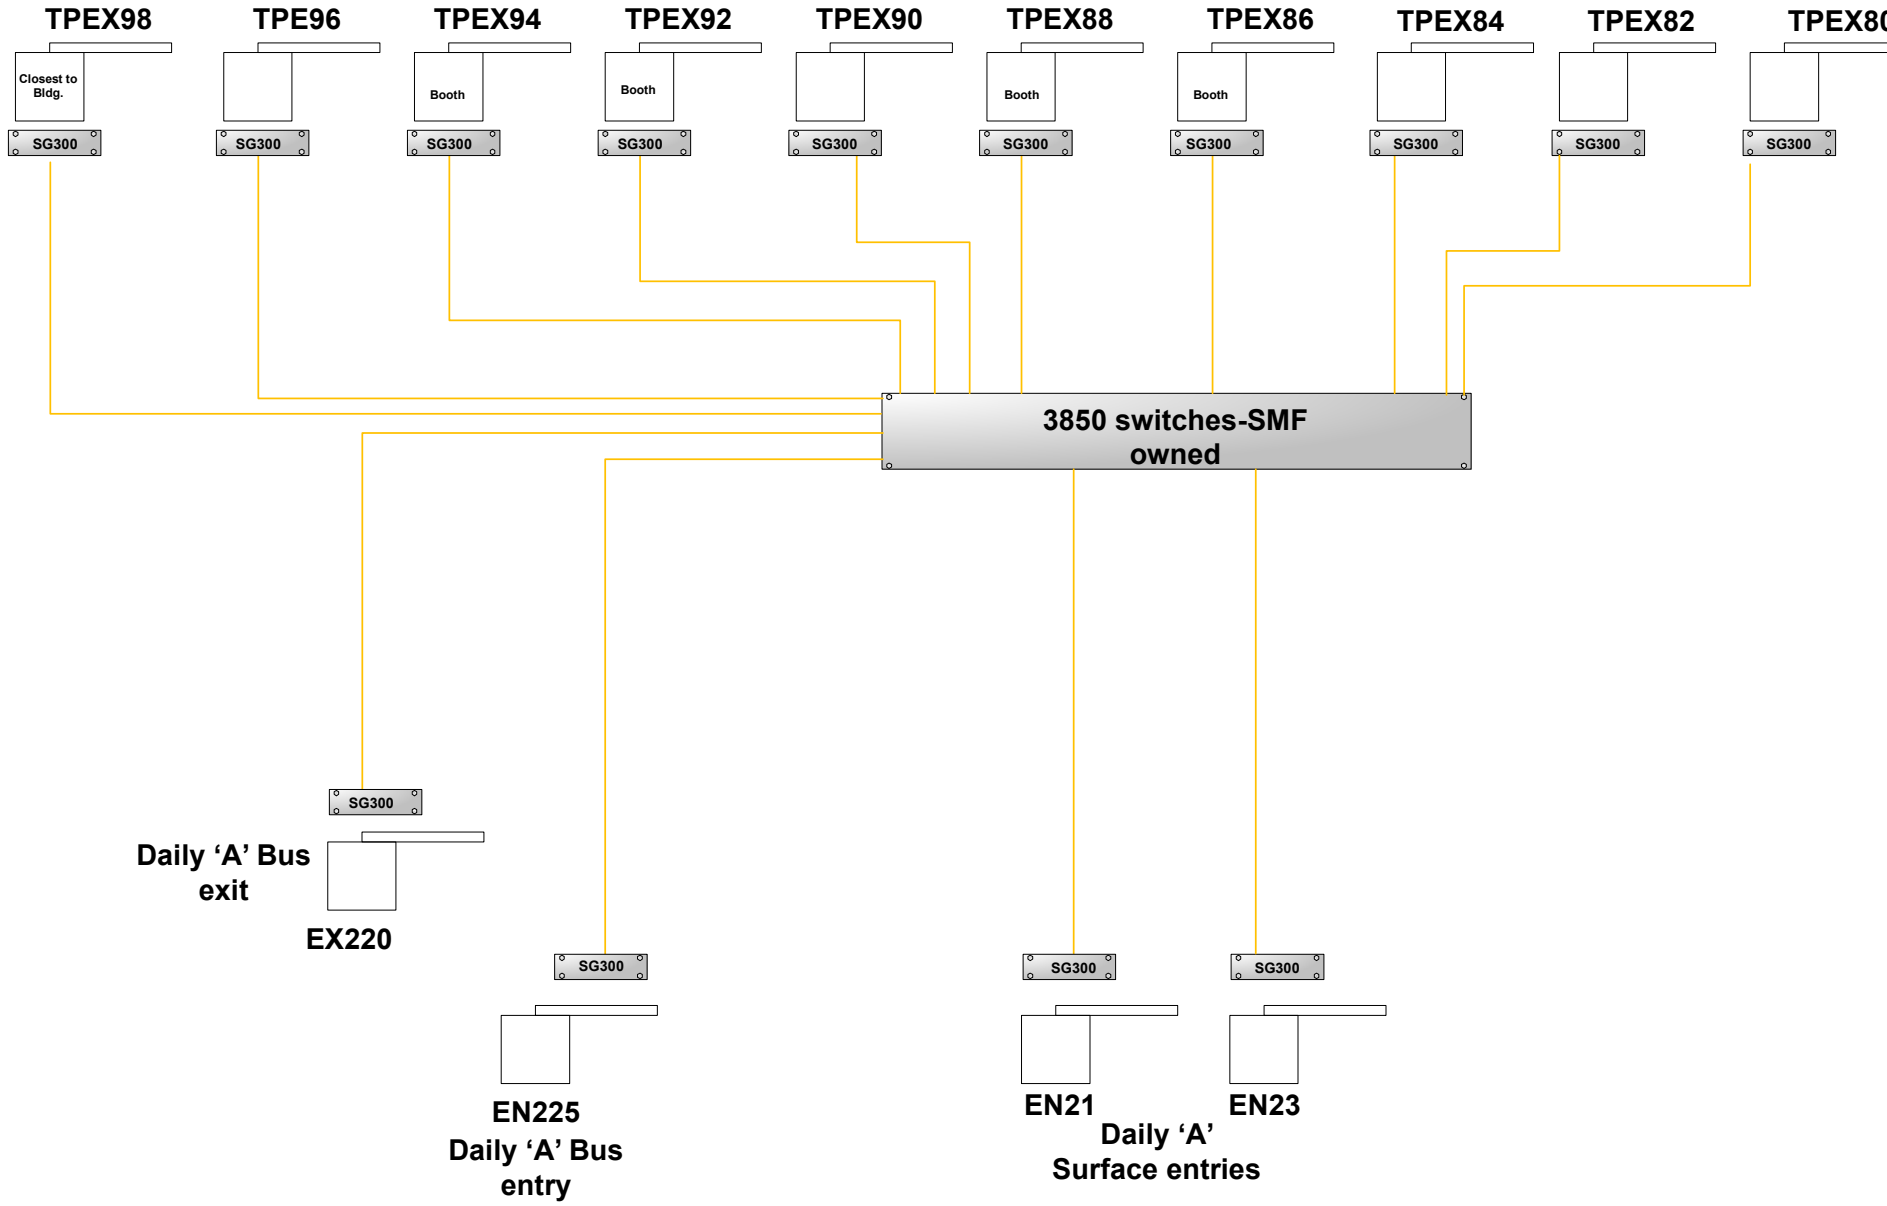 TPEX98
TPE96
TPEX94
TPEX92
TPEX90
TPEX88
TPEX86
TPEX84
TPEX82
TPEX80
Closest to
Bldg.
Booth
Booth
Booth
Booth
SG300
SG300
SG300
SG300
SG300
SG300
SG300
SG300
SG300
SG300
3850 switches-SMF
owned
SG300
Daily ‘A’ Bus
exit
EX220
SG300
SG300
SG300
EN225
Daily ‘A’ Bus
entry
EN21
EN23
Daily ‘A’
Surface entries